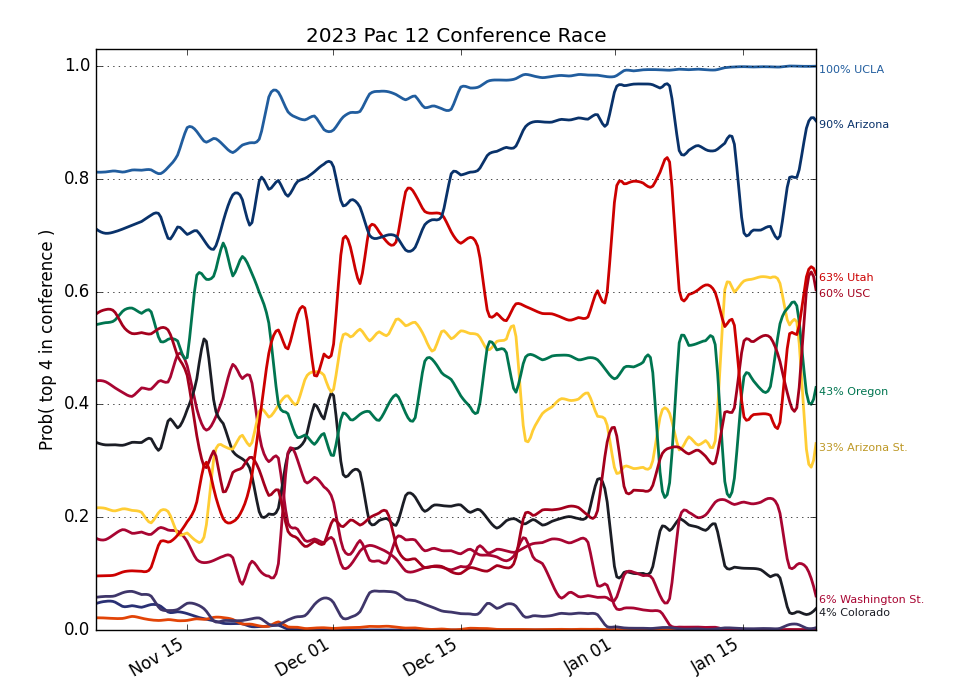 2023 Pac 12 Conference Race
Prob( top 4 in conference )
1.0
0.8
0.6
0.4
0.2
0.0
Nov 15
Dec 01
Dec 15
Jan 01
Jan 15
100% UCLA
90% Arizona
63% Utah
60% USC
43% Oregon
33% Arizona St.
6% Washington St.
4% Colorado